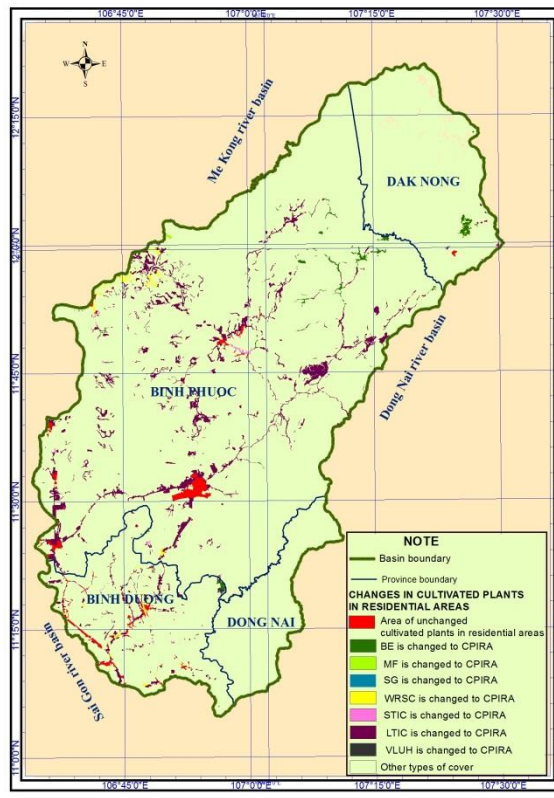 106°45'0"E 107°0'0"E 107°15'0"E 107°30'0"E
N
W E
S
12°15'0"N
Me Kong river basin
DAK NONG
12°0'0"N
Dong Nai river basin
11°45'0"N
BINH PHUOC
11°30'0"N
BINH DUONG
DONG NAI
11°15'0"N
Sai Gon river basin
11°0'0"N
NOTE
Basin boundary
Province boundary
CHANGES IN CULTIVATED PLANTS
IN RESIDENTIAL AREAS
Area of unchanged
cultivated plants in residential areas
BE is changed to CPIRA
MF is changed to CPIRA
SG is changed to CPIRA
WRSC is changed to CPIRA
STIC is changed to CPIRA
LTIC is changed to CPIRA
VLUH is changed to CPIRA
Other types of cover
106°45'0"E 107°0'0"E 107°15'0"E 107°30'0"E